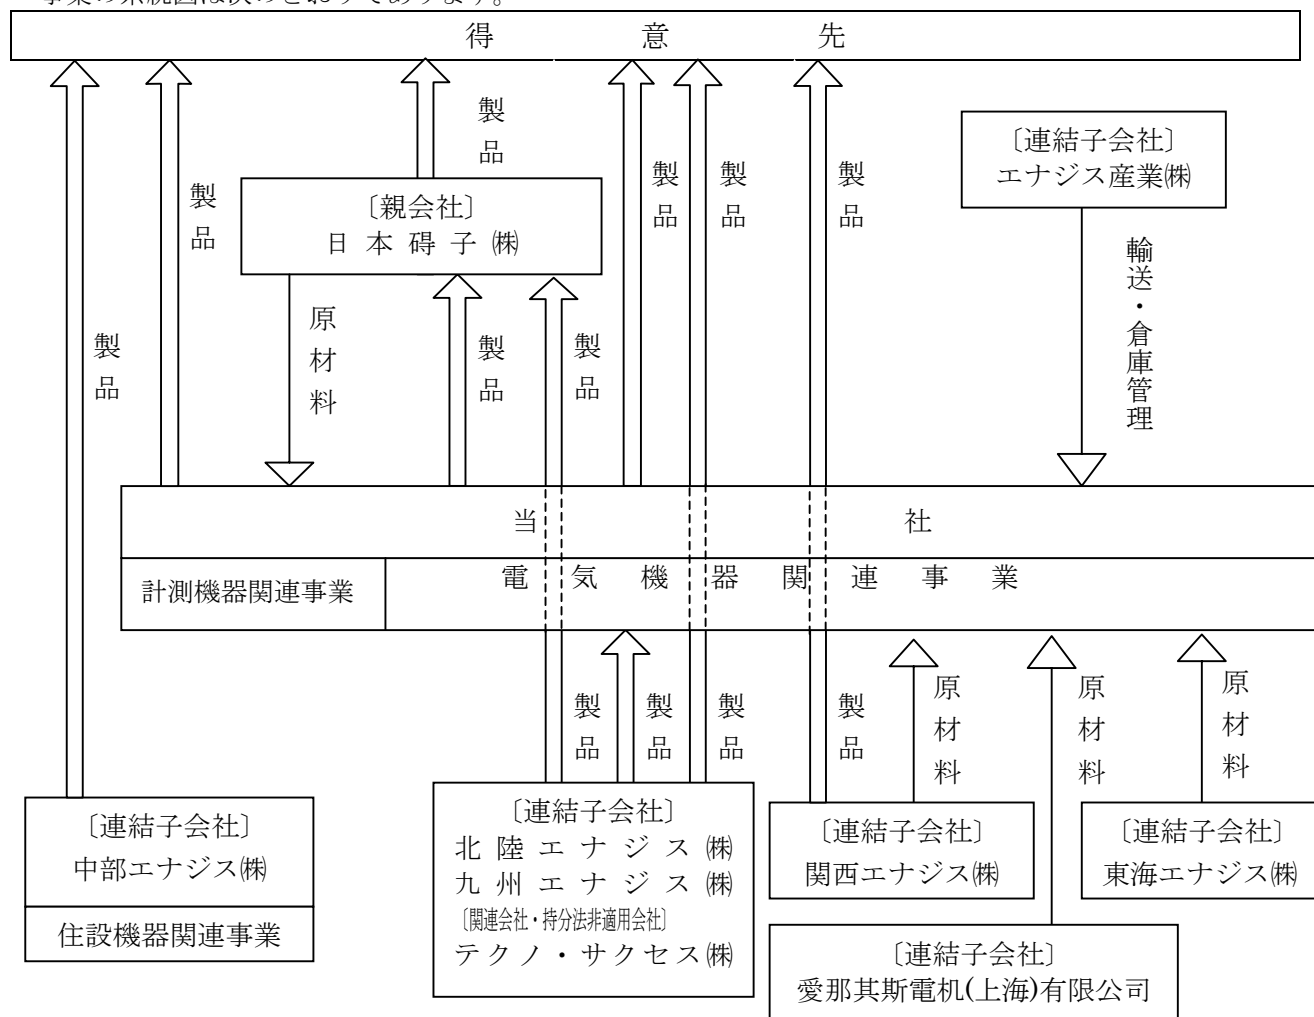 事業の系統図は次のとおりであります。
得意先
製品
製品
製品
製品
製品
製品
〔連結子会社〕
エナジス産業㈱
〔親会社〕
日本碍子㈱
原材料
製品
製品
輸送・倉庫管理
当社
計測機器関連事業
電気機器関連事業
製品
製品
製品
製品
原材料
原材料
原材料
〔連結子会社〕
中部エナジス㈱
住設機器関連事業
〔連結子会社〕
北陸エナジス㈱
九州エナジス㈱
〔関連会社・持分法非適用会社〕
テクノ・サクセス㈱
〔連結子会社〕
関西エナジス㈱
〔連結子会社〕
東海エナジス㈱
〔連結子会社〕
愛那其斯電机(上海)有限公司